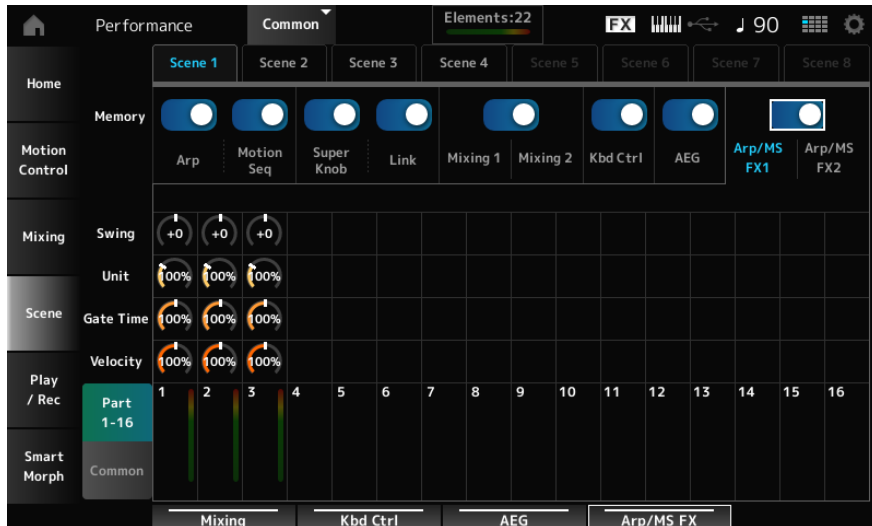 Performance Common Elements:22 FX ♩ 90
Scene 1 Scene 2 Scene 3 Scene 4 Scene 5 Scene 6 Scene 7 Scene 8
Home
Memory
Arp
Motion
Seq
Super
Knob
Link
Mixing 1
Mixing 2
Kbd Ctrl
AEG
Arp/MS
FX1
Arp/MS
FX2
Motion
Control
Mixing
Swing +0 +0 +0
Unit 100% 100% 100%
Scene
Gate Time 100% 100% 100%
Velocity 100% 100% 100%
Play
/ Rec
Part
1-16
1 2 3 4 5 6 7 8 9 10 11 12 13 14 15 16
Smart
Morph
Common
Mixing Kbd Ctrl AEG Arp/MS FX